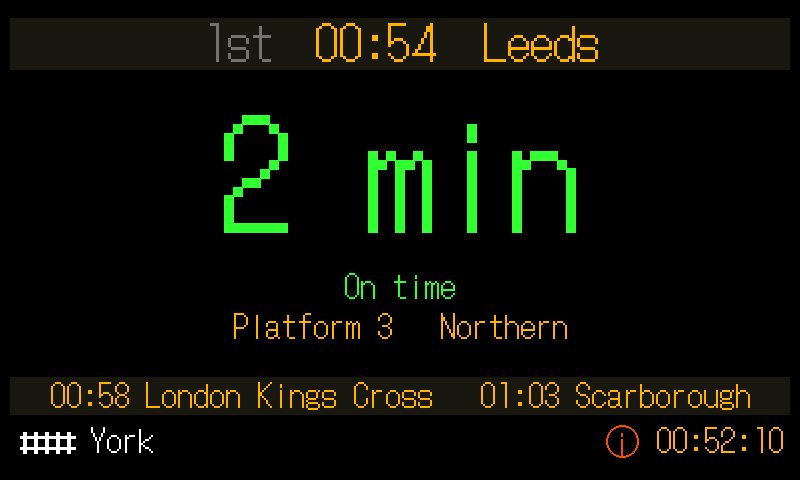 1st 00:54 Leeds
2 min
On time
Platform 3 Northern
00:58 London Kings Cross 01:03 Scarborough
York i 00:52:10